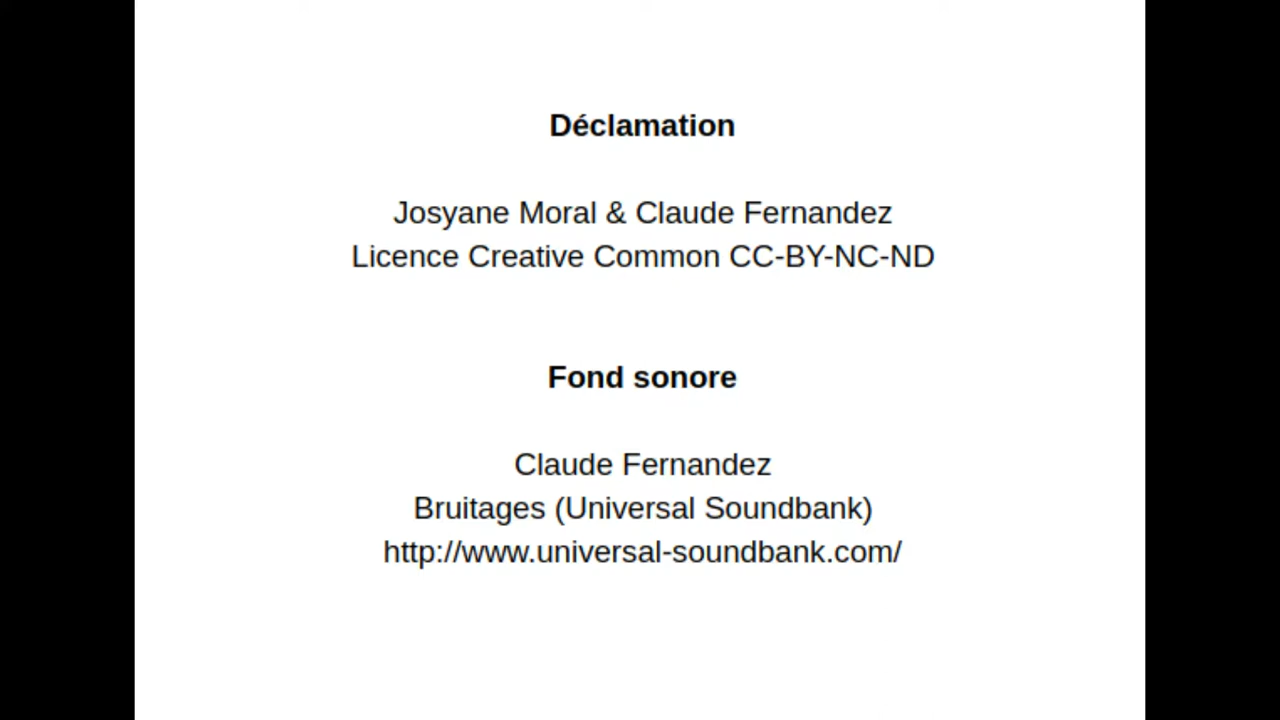 Déclamation
Josyane Moral & Claude Fernandez
Licence Creative Common CC-BY-NC-ND
Fond sonore
Claude Fernandez
Bruitages (Universal Soundbank)
http://www.universal-soundbank.com/